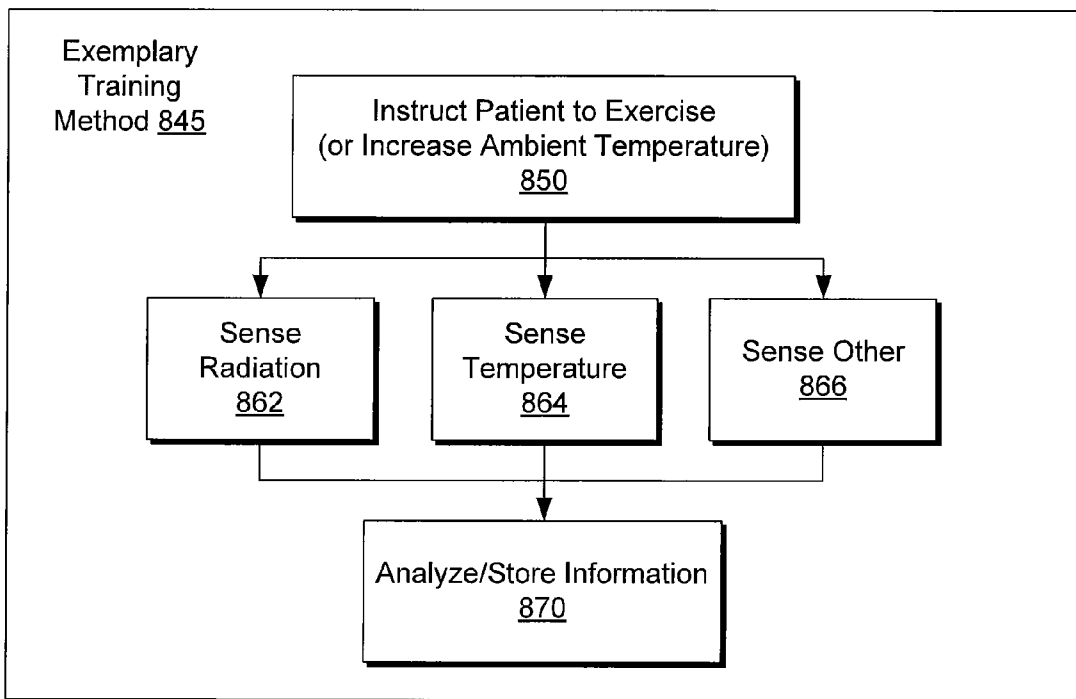 Exemplary
Training
Method 845
Instruct Patient to Exercise
(or Increase Ambient Temperature)
850
Sense
Radiation
862
Sense
Temperature
864
Sense Other
866
Analyze/Store Information
870